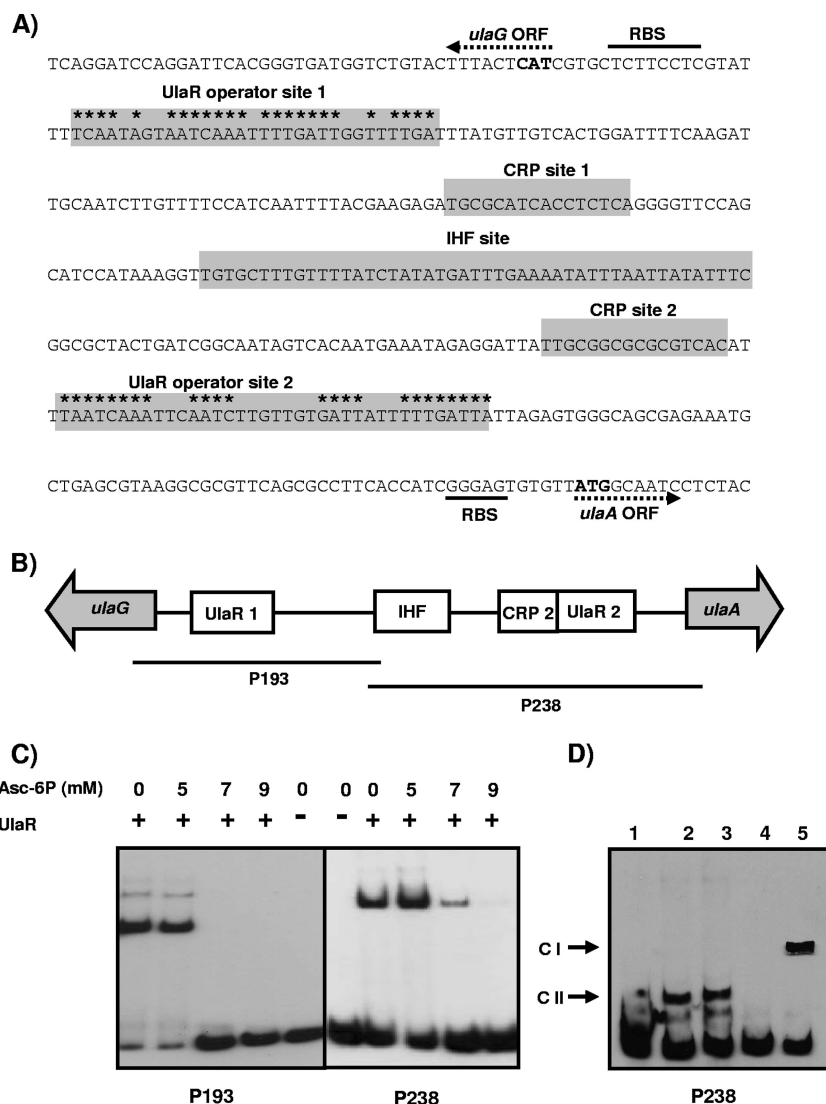 A)
ulaG ORF
RBS
TCAGGATCCAGGATTCACGGGTGATGGTCTGTACTTTACTCATCGTGCTCTTCCTCGTAT
UlaR operator site 1
**** * ******* ******* * ****
TTTCAATAGTAATCAAATTTTGATTGGTTTTGATTTATGTTGTCACTGGATTTTCAAGAT
CRP site 1
TGCAATCTTGTTTTCCATCAATTTTACGAAGAGATGCGCATCACCTCTCAGGGGTTCCAG
IHF site
CATCCATAAAGGTTGTGCTTTGTTTTATCTATATGATTTGAAAATATTTAATTATATTTC
CRP site 2
GGCGCTACTGATCGGCAATAGTCACAATGAAATAGAGGATTATTGCGGCGCGCGTCACAT
UlaR operator site 2
******** **** **** ********
TTAATCAAATTCAATCTTGTTGTGATTATTTTTGATTATTAGAGTGGGCAGCGAGAAATG
CTGAGCGTAAGGCGCGTTCAGCGCCTTCACCATCGGGAGTGTGTTATGGCAATCCTCTAC
RBS
ulaA ORF
B)
ulaG UlaR 1 IHF CRP 2 UlaR 2 ulaA
P193
P238
C)
Asc-6P (mM) 0 5 7 9 0 0 0 5 7 9
UlaR + + + + - - + + + +
P193 P238
D)
1 2 3 4 5
C I
C II
P238